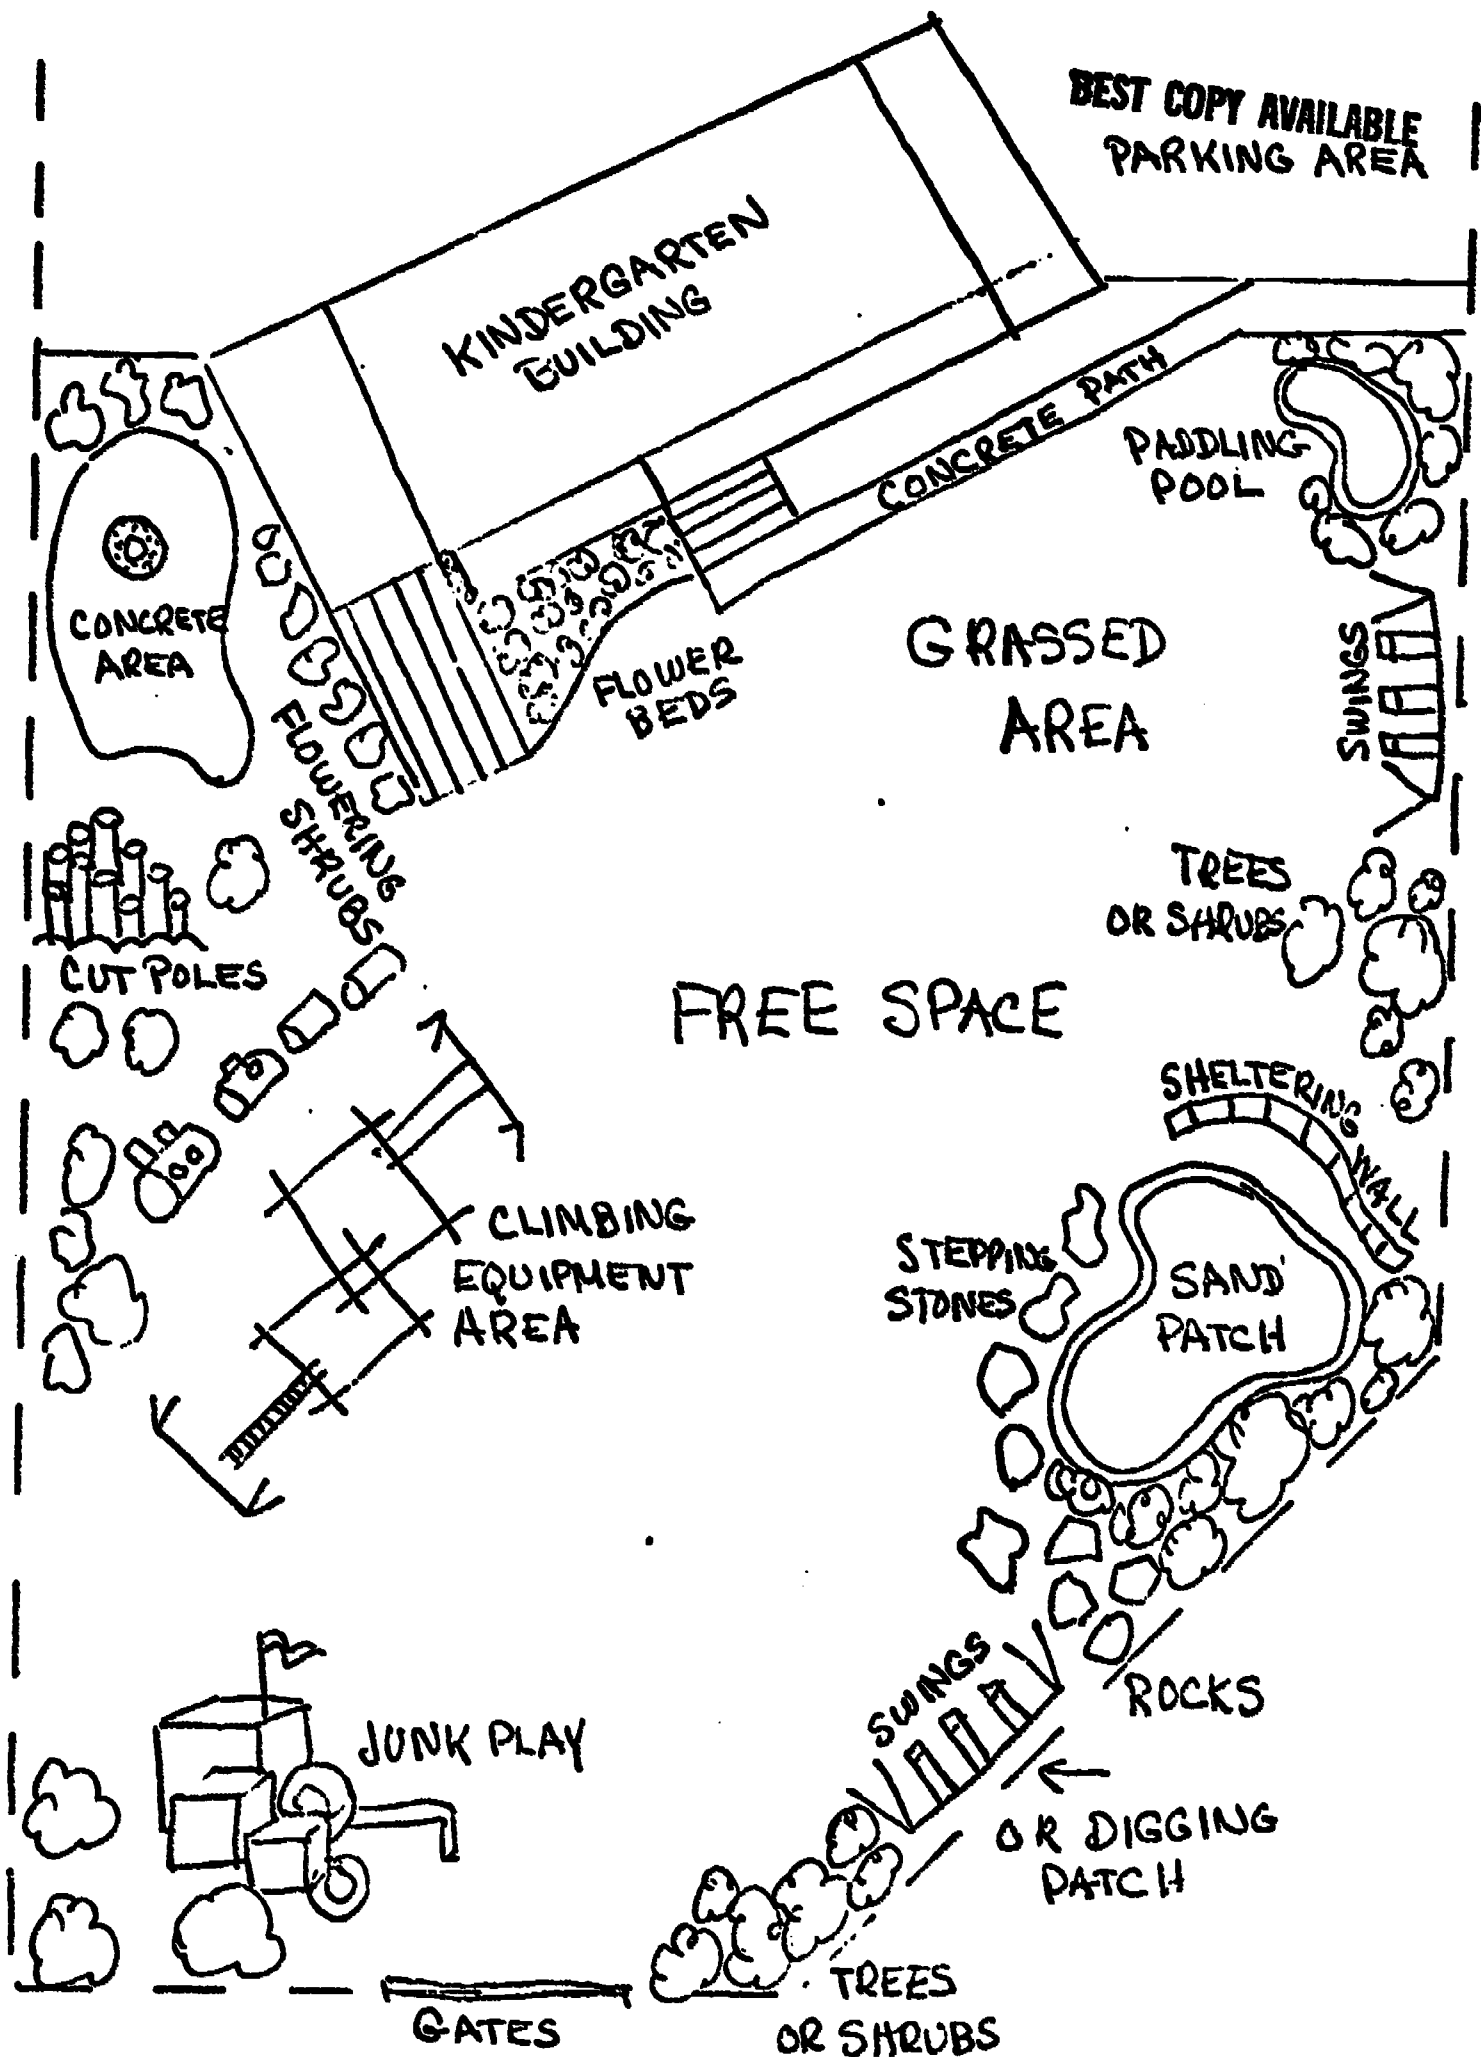 BEST COPY AVAILABLE
PARKING AREA
KINDERGARTEN
BUILDING
CONCRETE PATH
PADDLING
POOL
CONCRETE
AREA
FLOWER
BEDS
GRASSED
AREA
SWINGS
FLOWERING
SHRUBS
TREES
OR SHRUBS
CUT POLES
FREE SPACE
SHELTERING WALL
CLIMBING
EQUIPMENT
AREA
STEPPING
STONES
SAND
PATCH
SWINGS
ROCKS
JUNK PLAY
OR DIGGING
PATCH
TREES
OR SHRUBS
GATES